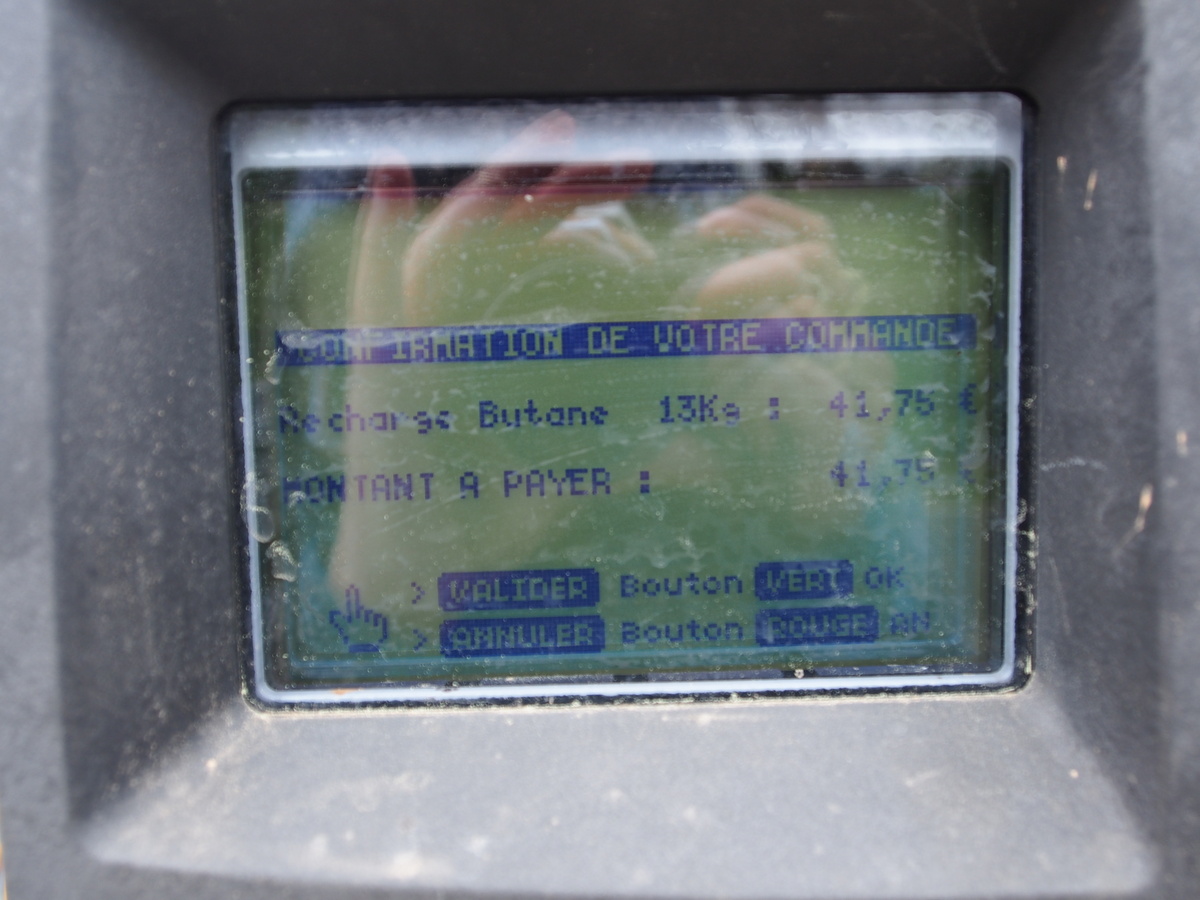 CONFIRMATION DE VOTRE COMMANDE
Recharge Butane 13Kg : 41,75 €
MONTANT A PAYER : 41,75 €
> VALIDER Bouton VERT OK
> ANNULER Bouton ROUGE AN